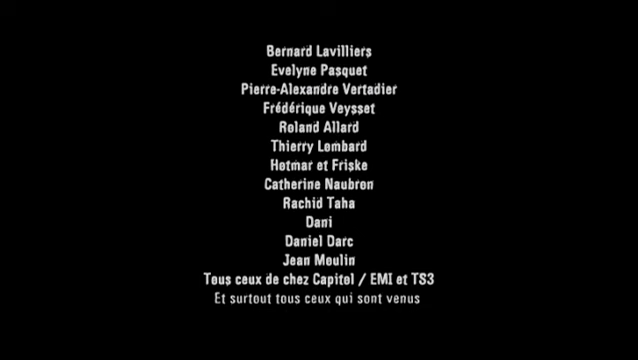 Bernard Lavilliers
Evelyne Pasquet
Pierre-Alexandre Vertadier
Frédérique Veysset
Roland Allard
Thierry Lombard
Hotmar et Friske
Catherine Naubron
Rachid Taha
Dani
Daniel Darc
Jean Moulin
Tous ceux de chez Capitol / EMI et TS3
Et surtout tous ceux qui sont venus